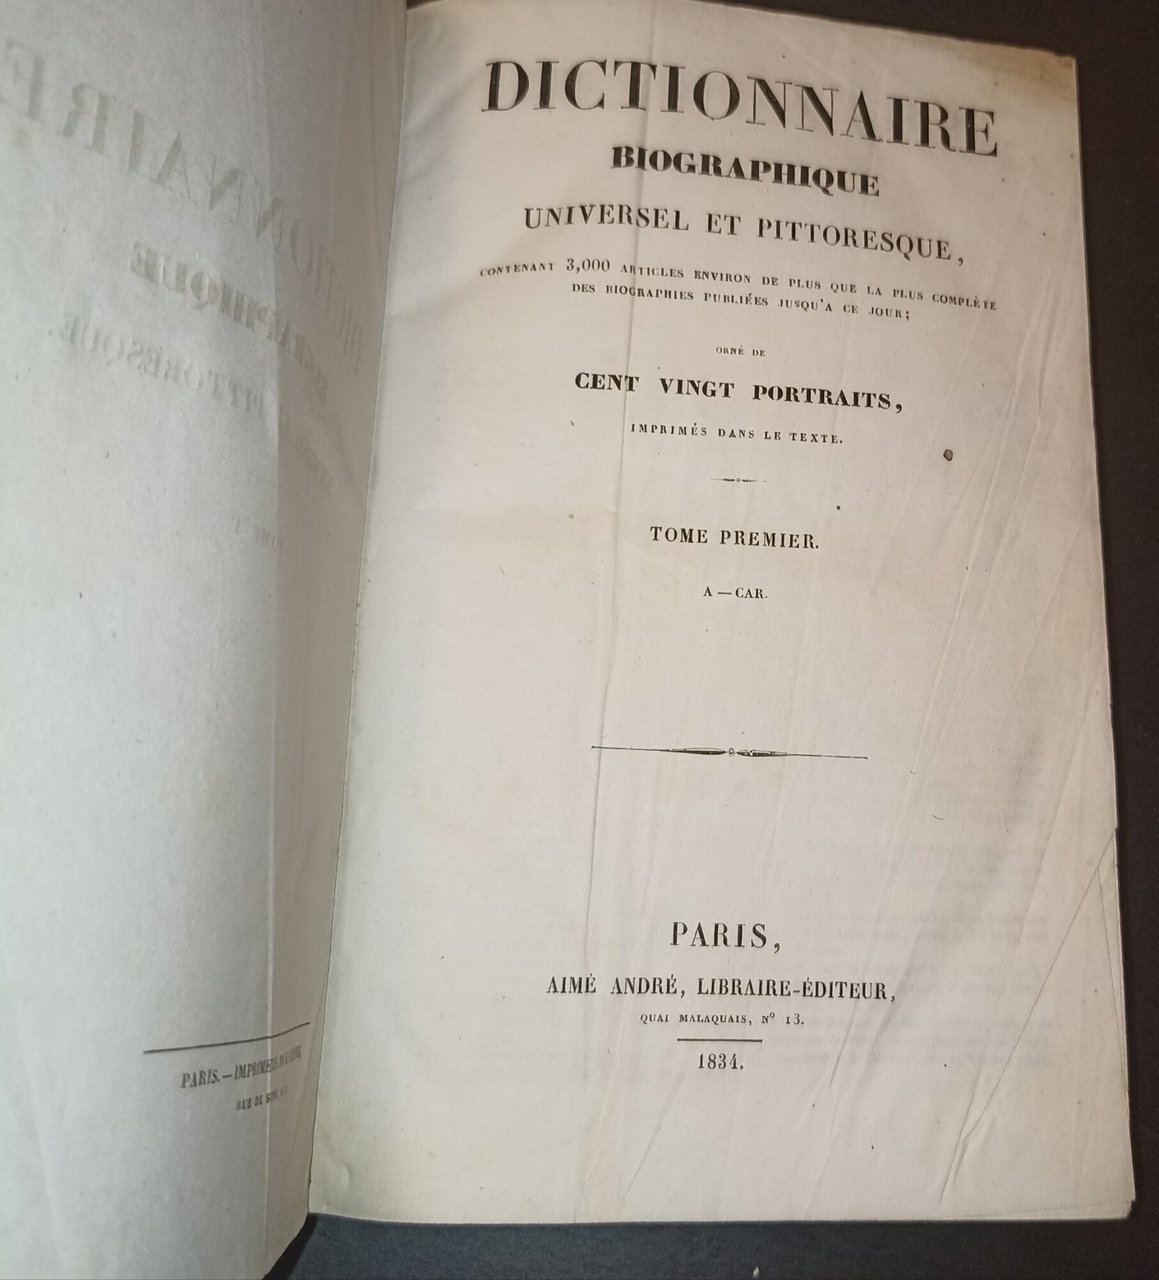 PARIS.—IMPRIMERIE
RUE DE
DICTIONNAIRE
BIOGRAPHIQUE
UNIVERSEL ET PITTORESQUE,
CONTENANT 3,000 ARTICLES ENVIRON DE PLUS QUE LA PLUS COMPLÈTE
DES BIOGRAPHIES PUBLIÉES JUSQU'A CE JOUR;
ORNÉ DE
CENT VINGT PORTRAITS,
IMPRIMÉS DANS LE TEXTE.
TOME PREMIER.
A—CAR.
PARIS,
AIMÉ ANDRÉ, LIBRAIRE-ÉDITEUR,
QUAI MALAQUAIS, N° 13.
1834.